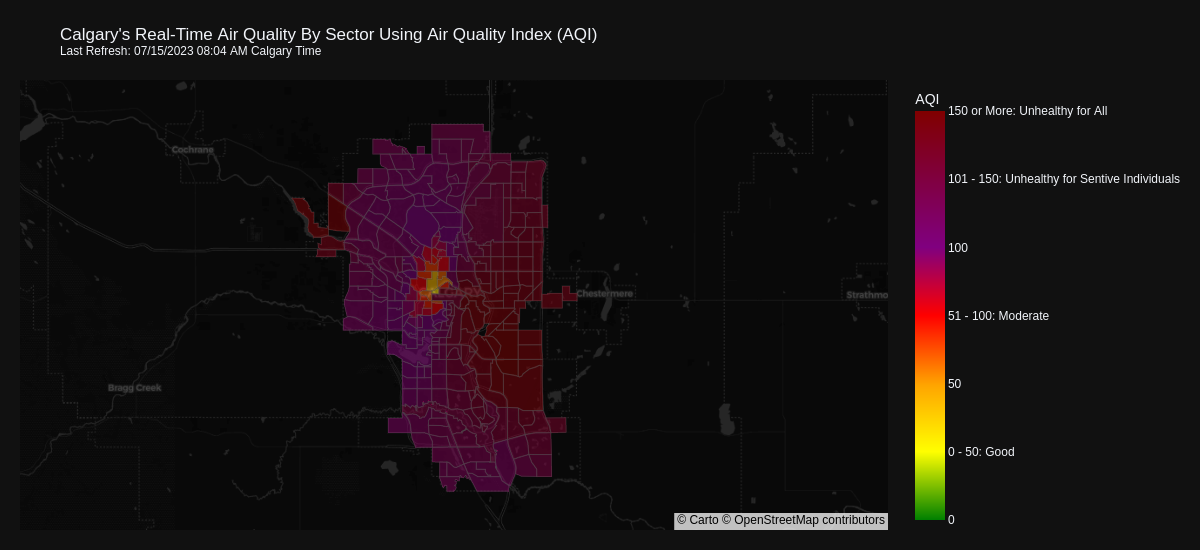 Calgary's Real-Time Air Quality By Sector Using Air Quality Index (AQI)
Last Refresh: 07/15/2023 08:04 AM Calgary Time
AQI
150 or More: Unhealthy for All
Cochrane
101 - 150: Unhealthy for Sentive Individuals
100
Chestermere
Strathmo
51 - 100: Moderate
50
Bragg Creek
0 - 50: Good
© Carto © OpenStreetMap contributors
0